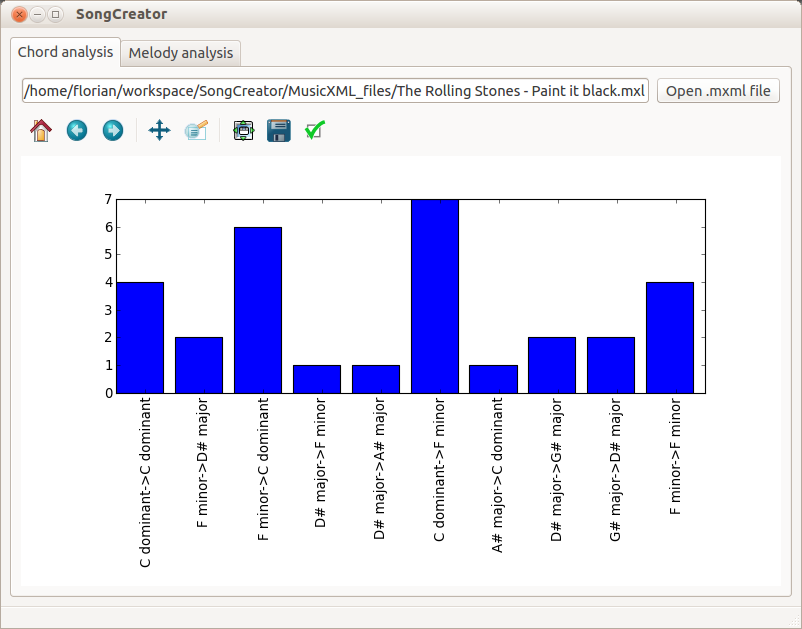 SongCreator
Chord analysis
Melody analysis
/home/florian/workspace/SongCreator/MusicXML_files/The Rolling Stones - Paint it black.mxl
Open .mxml file
7
6
5
4
3
2
1
0
C dominant->C dominant
F minor->D# major
F minor->C dominant
D# major->F minor
D# major->A# major
C dominant->F minor
A# major->C dominant
D# major->G# major
G# major->D# major
F minor->F minor